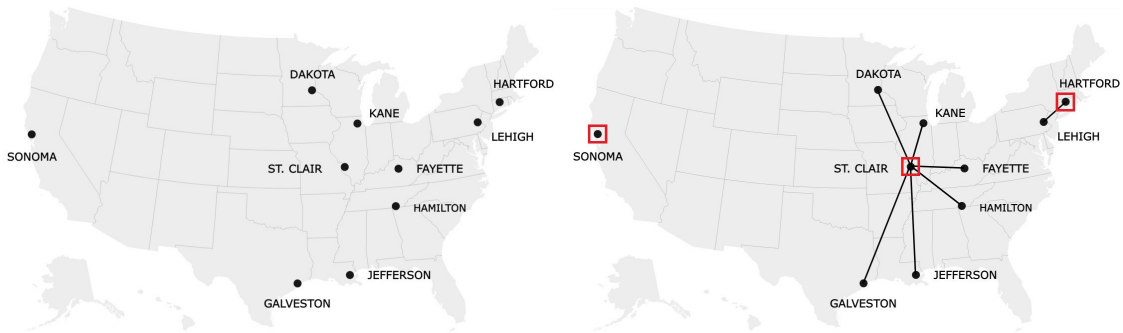 DAKOTA
HARTFORD
KANE
LEHIGH
SONOMA
ST. CLAIR
FAYETTE
HAMILTON
JEFFERSON
GALVESTON
DAKOTA
HARTFORD
KANE
LEHIGH
SONOMA
ST. CLAIR
FAYETTE
HAMILTON
JEFFERSON
GALVESTON